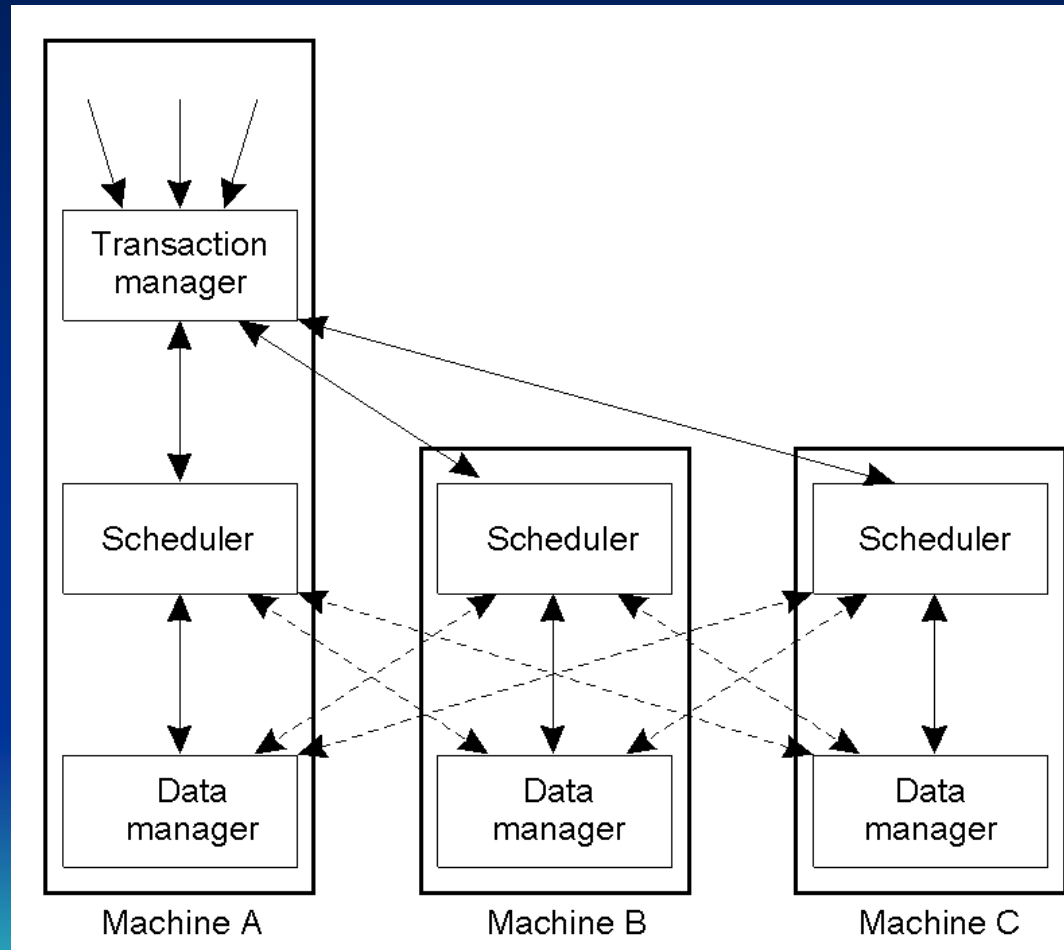 Transaction
manager
Scheduler
Scheduler
Scheduler
Data
manager
Data
manager
Data
manager
Machine A
Machine B
Machine C